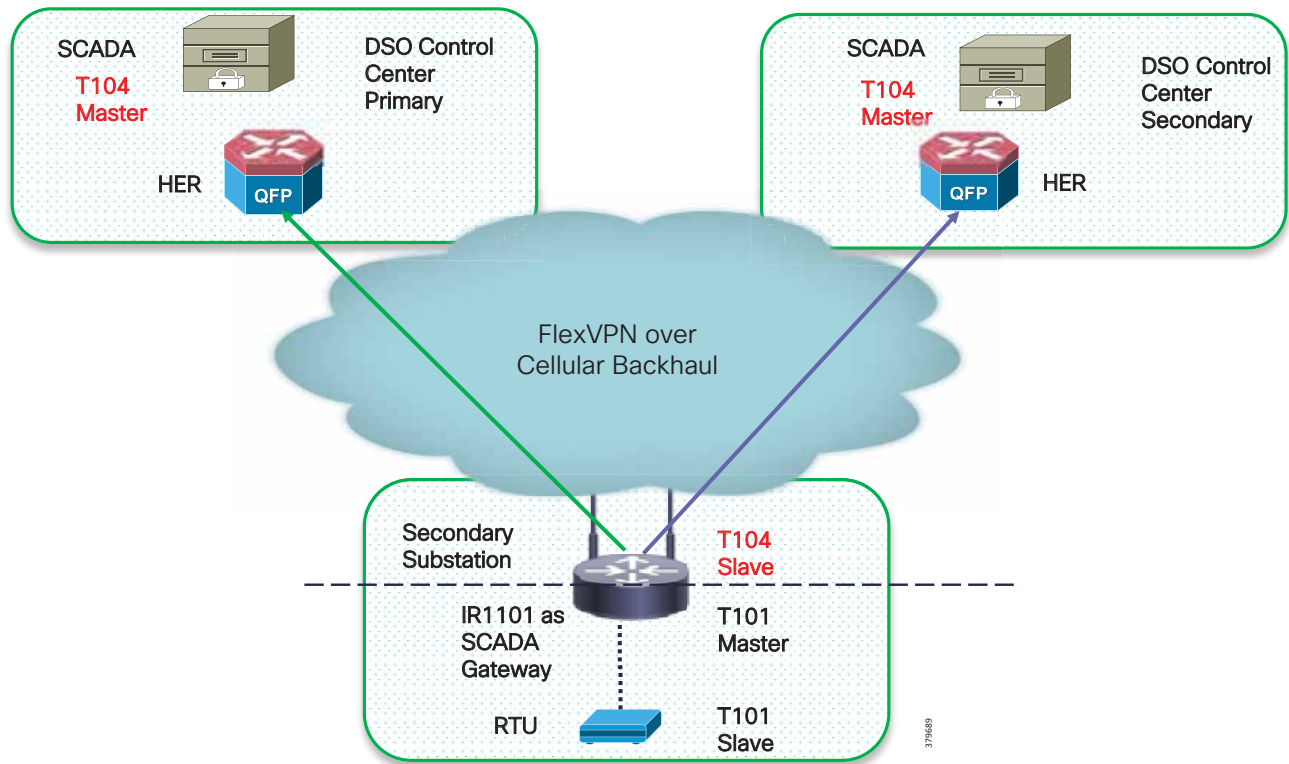 SCADA
T104
Master
DSO Control
Center
Primary
HER
QFP
SCADA
T104
Master
DSO Control
Center
Secondary
QFP
HER
FlexVPN over
Cellular Backhaul
Secondary
Substation
T104
Slave
IR1101 as
SCADA
Gateway
T101
Master
RTU
T101
Slave
379689